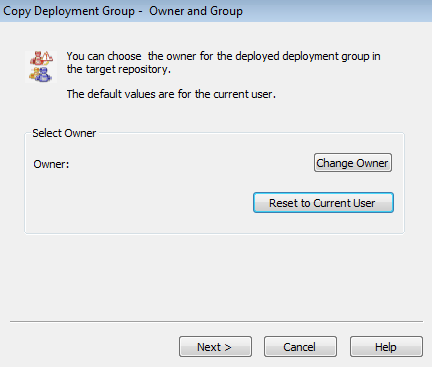 Copy Deployment Group - Owner and Group
You can choose the owner for the deployed deployment group in
the target repository.
The default values are for the current user.
Select Owner
Owner:
Change Owner
Reset to Current User
Next >
Cancel
Help